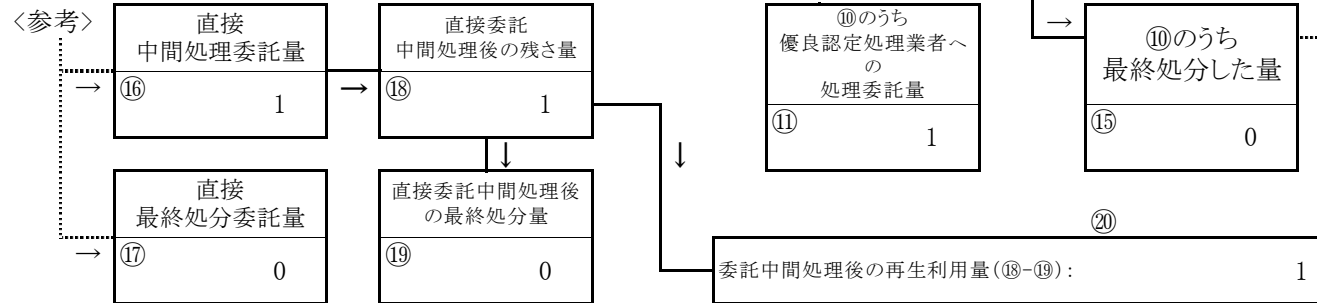 〈参考〉
直接
中間処理委託量
⑯
1
→
→
直接委託
中間処理後の残さ量
⑱
1
⑩のうち
優良認定処理業者へ
の
処理委託量
⑪
1
→
⑩のうち
最終処分した量
⑮
0
↓
↓
直接
最終処分委託量
→
⑰
0
直接委託中間処理後
の最終処分量
⑲
0
⑳
委託中間処理後の再生利用量(⑱-⑲): 1